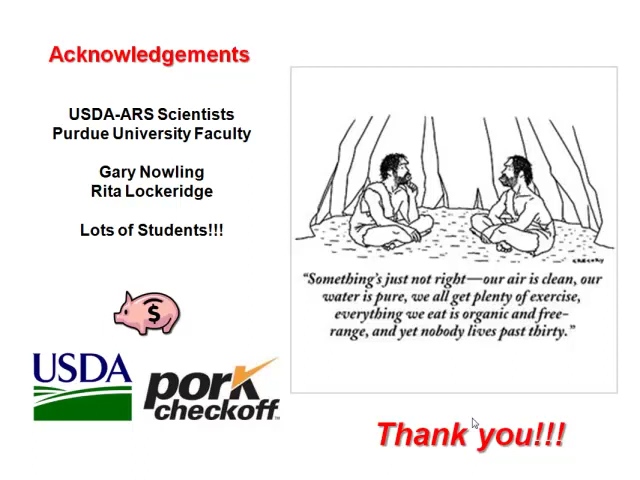 Acknowledgements
USDA-ARS Scientists
Purdue University Faculty
Gary Nowling
Rita Lockeridge
Lots of Students!!!
$
USDA
pork
checkoff™
GREGORY
“Something’s just not right—our air is clean, our
water is pure, we all get plenty of exercise,
everything we eat is organic and free-
range, and yet nobody lives past thirty.”
Thank you!!!